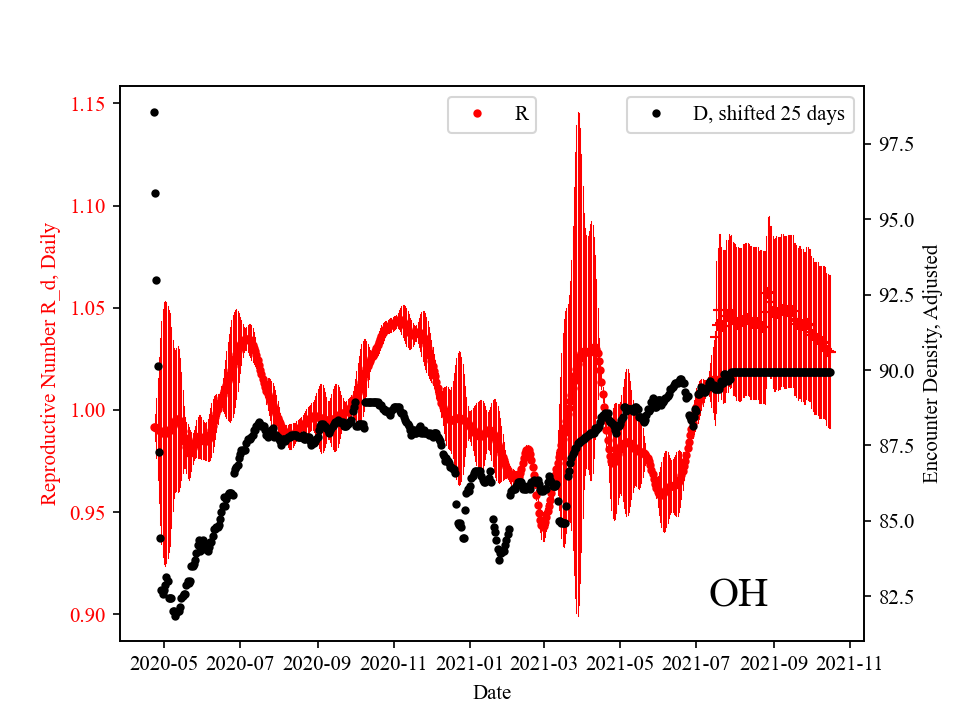 R
D, shifted 25 days
1.15
1.10
1.05
1.00
0.95
0.90
Reproductive Number R_d, Daily
97.5
95.0
92.5
90.0
87.5
85.0
82.5
Encounter Density, Adjusted
OH
2020-05 2020-07 2020-09 2020-11 2021-01 2021-03 2021-05 2021-07 2021-09 2021-11
Date